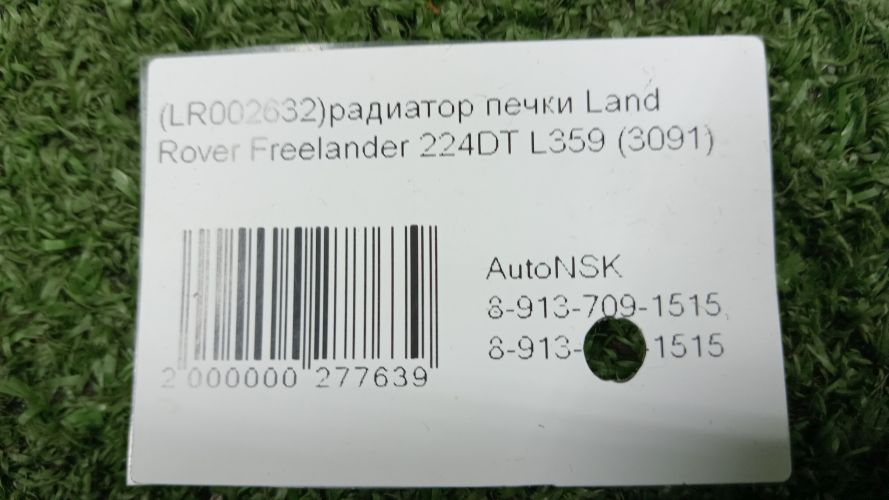 (LR002632)радиатор печки Land
Rover Freelander 224DT L359 (3091)
AutoNSK
8-913-709-1515
8-913- -1515
2 000000 277639